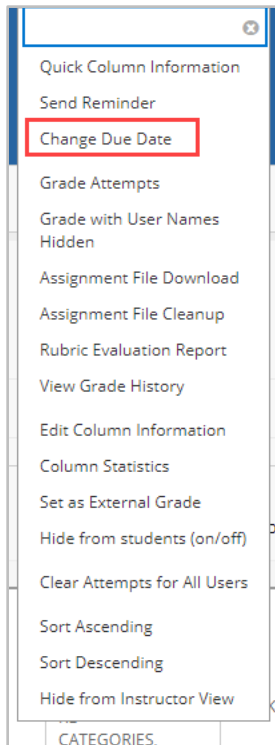 Quick Column Information
Send Reminder
Change Due Date
Grade Attempts
Grade with User Names
Hidden
Assignment File Download
Assignment File Cleanup
Rubric Evaluation Report
View Grade History
Edit Column Information
Column Statistics
Set as External Grade
Hide from students (on/off)
Clear Attempts for All Users
Sort Ascending
Sort Descending
Hide from Instructor View
CATEGORIES.